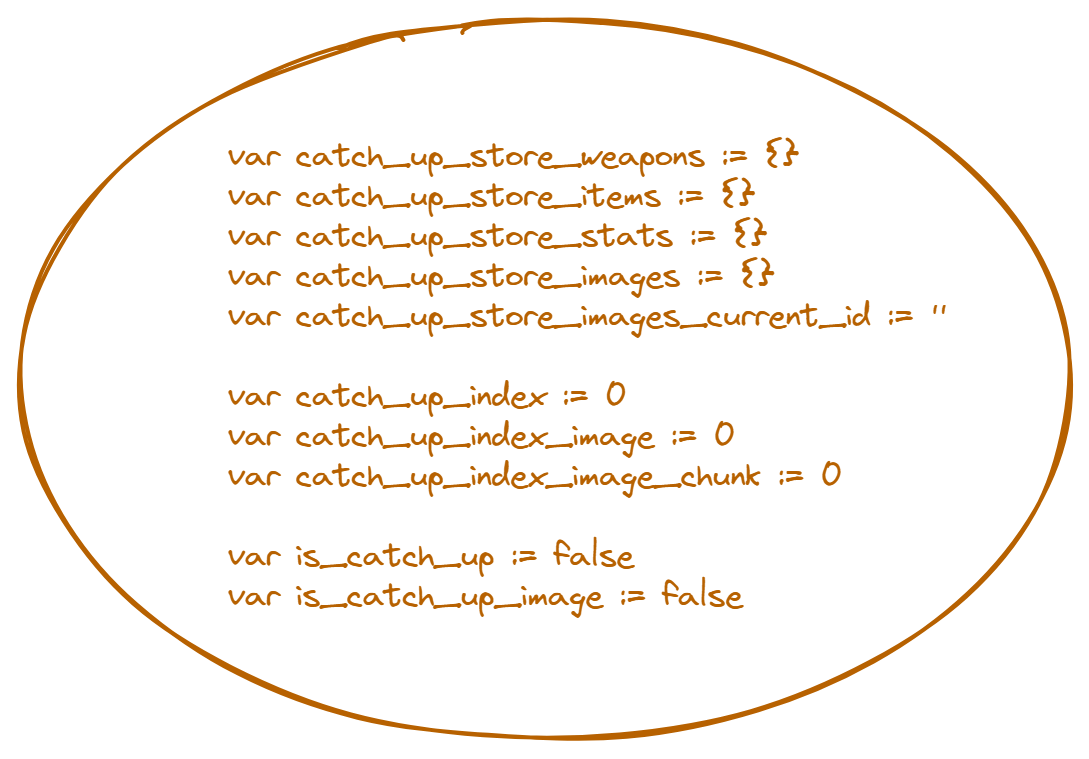 var catch_up_store_weapons := {}
var catch_up_store_items := {}
var catch_up_store_stats := {}
var catch_up_store_images := {}
var catch_up_store_images_current_id := ''
var catch_up_index := 0
var catch_up_index_image := 0
var catch_up_index_image_chunk := 0
var is_catch_up := false
var is_catch_up_image := false